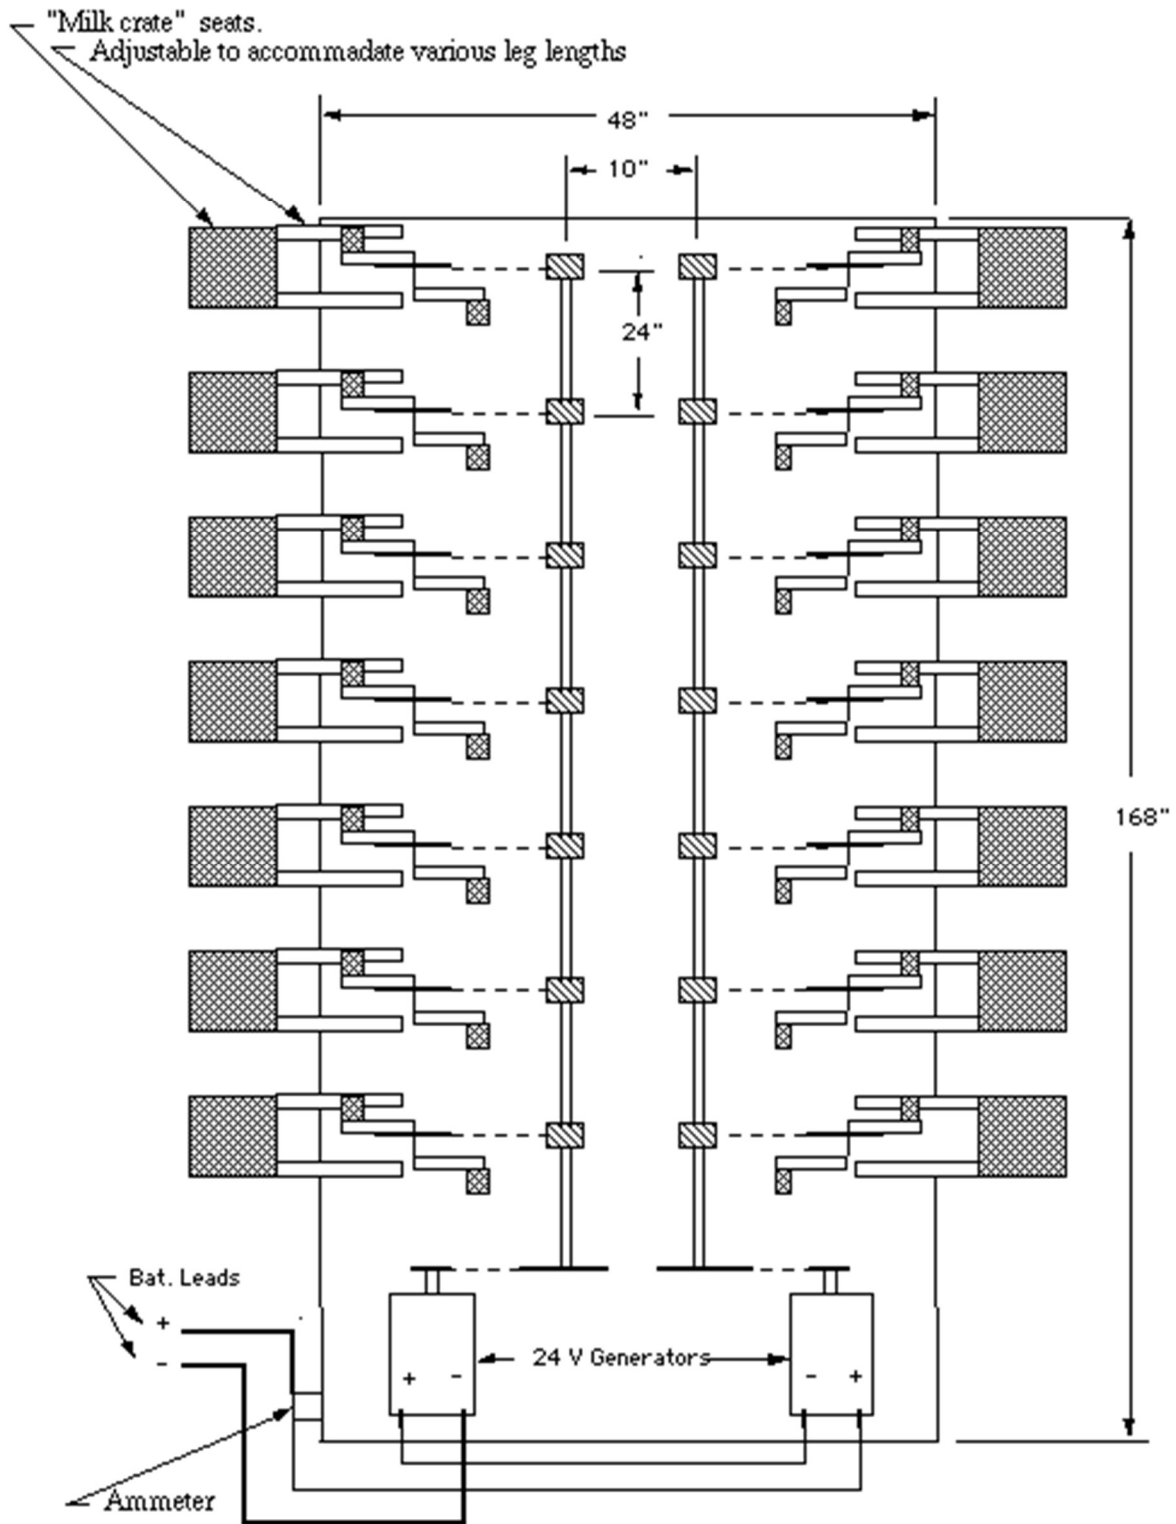 "Milk crate" seats.
Adjustable to accommadate various leg lengths
48"
10"
24"
168"
Bat. Leads
+
-
24 V Generators
+ -
- +
Ammeter